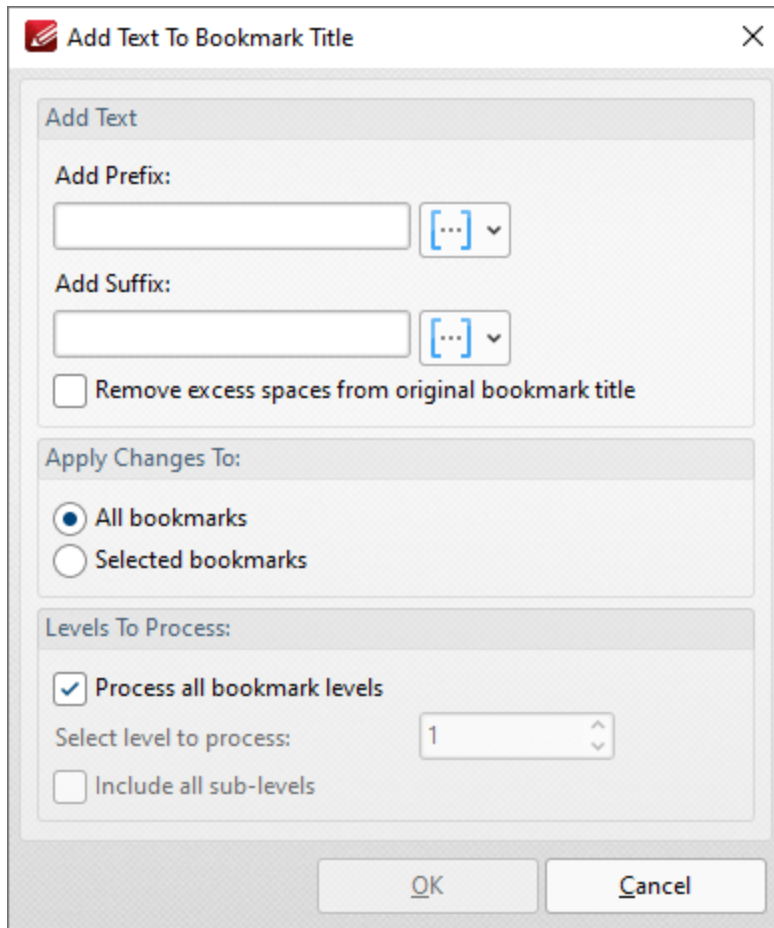 Add Text To Bookmark Title
Add Text
Add Prefix:
Add Suffix:
Remove excess spaces from original bookmark title
Apply Changes To:
All bookmarks
Selected bookmarks
Levels To Process:
Process all bookmark levels
Select level to process: 1
Include all sub-levels
OK Cancel